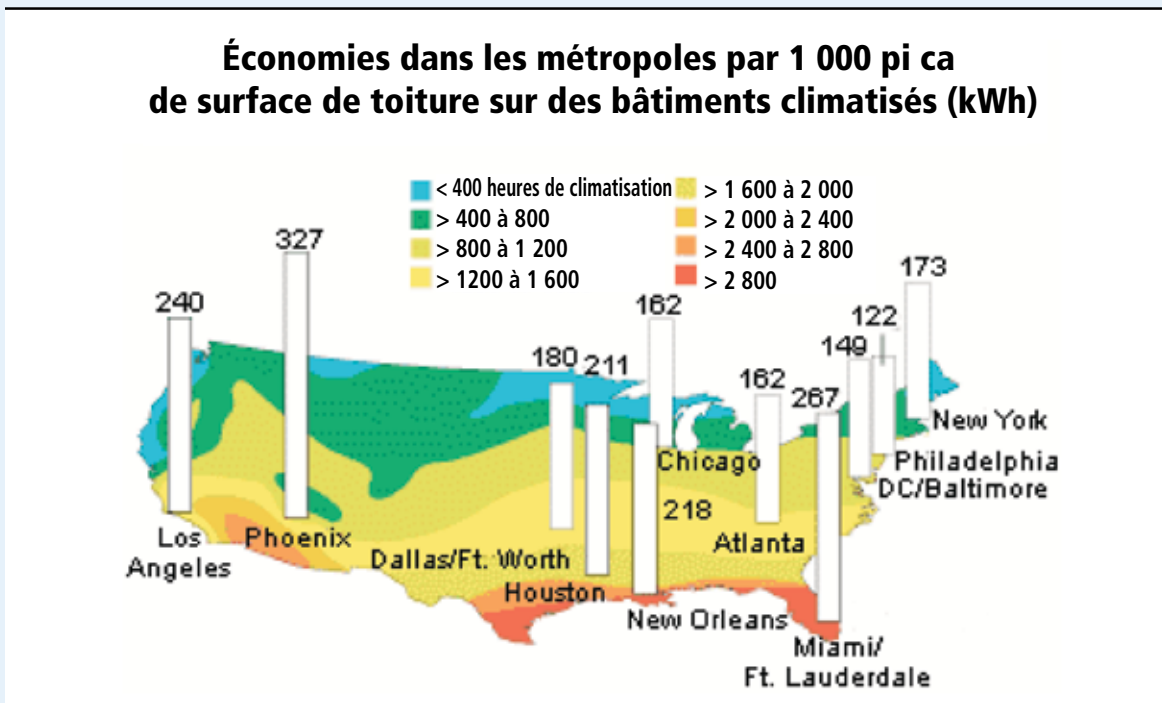 Économies dans les métropoles par 1 000 pi ca
de surface de toiture sur des bâtiments climatisés (kWh)
< 400 heures de climatisation
> 400 à 800
> 800 à 1 200
> 1200 à 1 600
> 1 600 à 2 000
> 2 000 à 2 400
> 2 400 à 2 800
> 2 800
240
327
180
211
162
162
267
149
122
173
218
Los
Angeles
Phoenix
Dallas/Ft. Worth
Houston
New Orleans
Chicago
Atlanta
Miami/
Ft. Lauderdale
New York
Philadelphia
DC/Baltimore